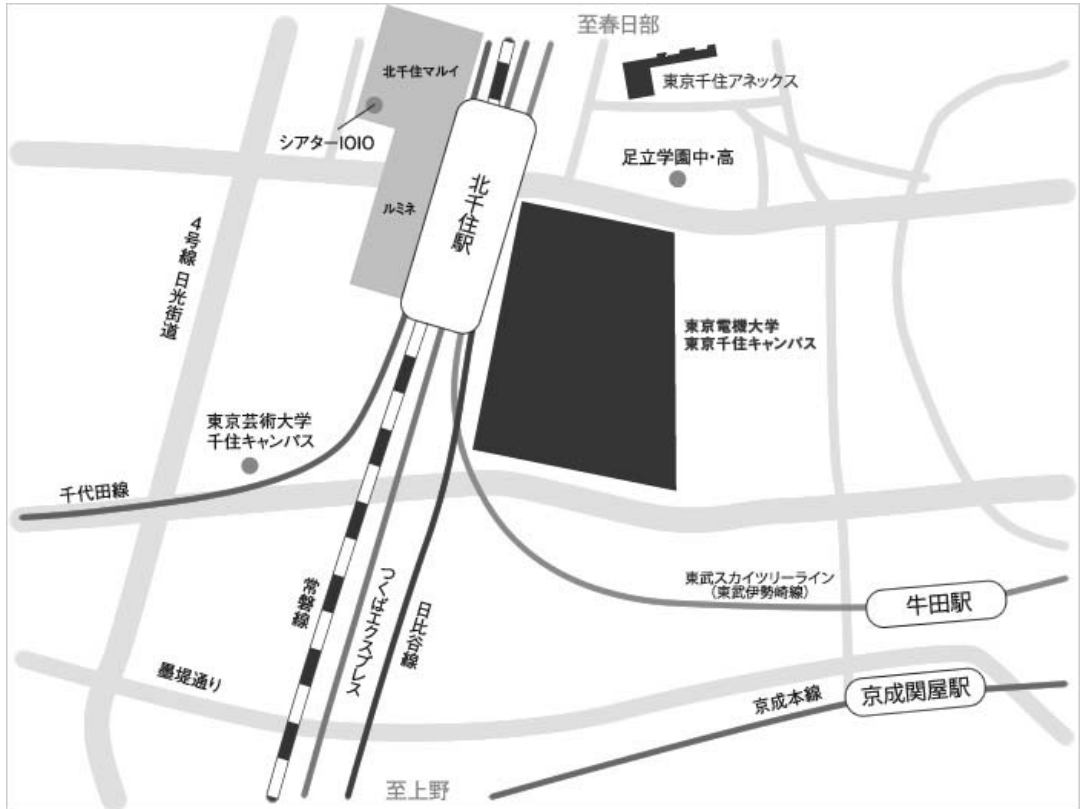 至春日部
北千住マルイ
東京千住アネックス
シアター1010
足立学園中・高
北千住駅
ルミネ
4号線 日光街道
東京電機大学
東京千住キャンパス
東京芸術大学
千住キャンパス
千代田線
常磐線
つくばエクスプレス
日比谷線
東武スカイツリーライン
(東武伊勢崎線)
牛田駅
墨堤通り
京成関屋駅
京成本線
至上野